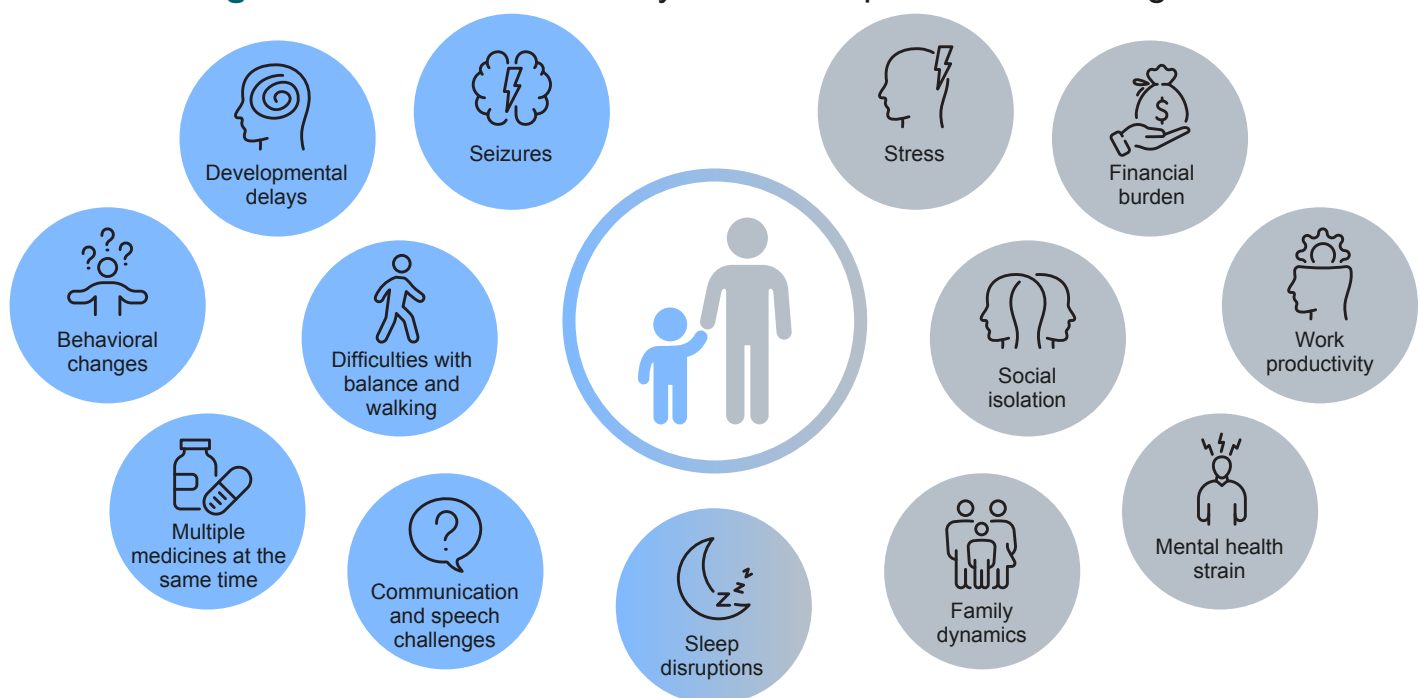 Developmental
delays
Seizures
Stress
$
Financial
burden
? ? ?
Behavioral
changes
Difficulties with
balance and
walking
Social
isolation
Work
productivity
Multiple
medicines at the
same time
?
Communication
and speech
challenges
z z z
Sleep
disruptions
Family
dynamics
Mental health
strain